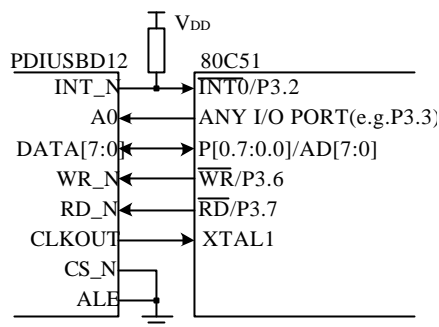 VDD
PDIUSBD12 80C51
INT_N INT0/P3.2
A0 ANY I/O PORT(e.g.P3.3)
DATA[7:0] P[0.7:0.0]/AD[7:0]
WR_N WR/P3.6
RD_N RD/P3.7
CLKOUT XTAL1
CS_N
ALE